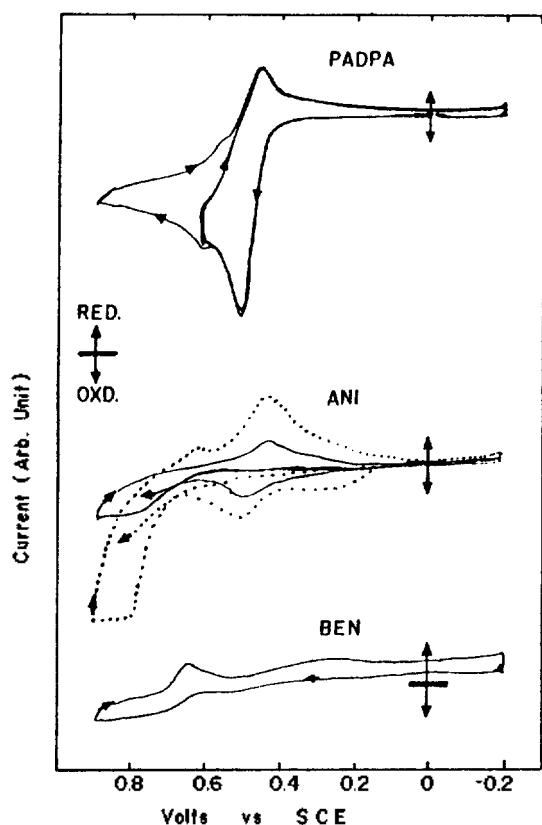 PADPA
RED.
OXD.
ANI
BEN
Current (Arb. Unit)
0.8 0.6 0.4 0.2 0 -0.2
Volts vs SCE